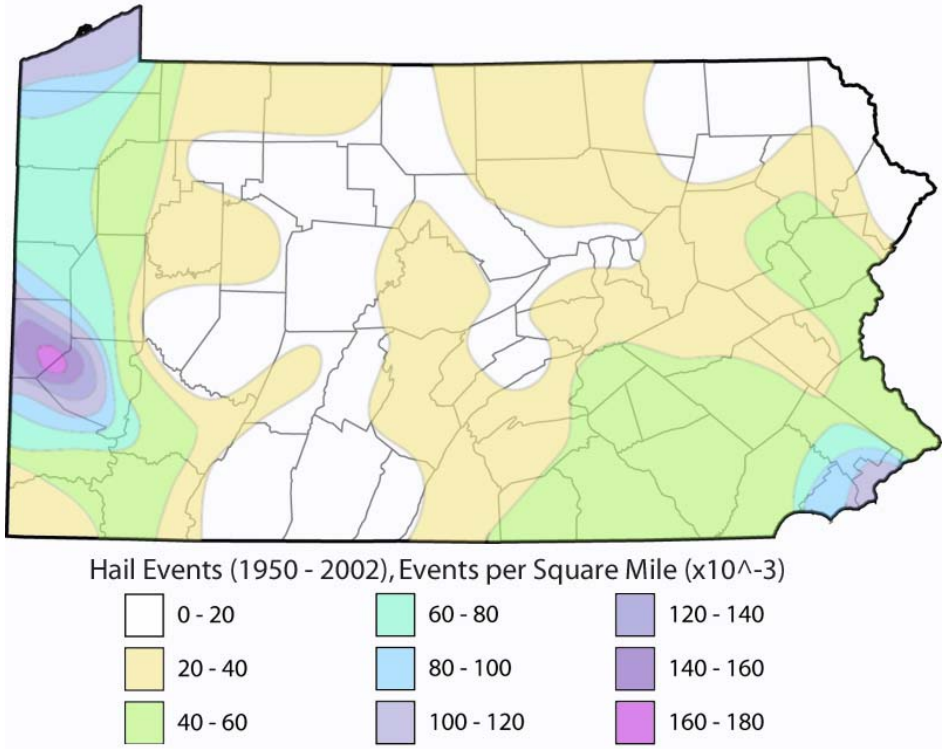 Hail Events (1950 - 2002), Events per Square Mile (x10^-3)
0 - 20
20 - 40
40 - 60
60 - 80
80 - 100
100 - 120
120 - 140
140 - 160
160 - 180